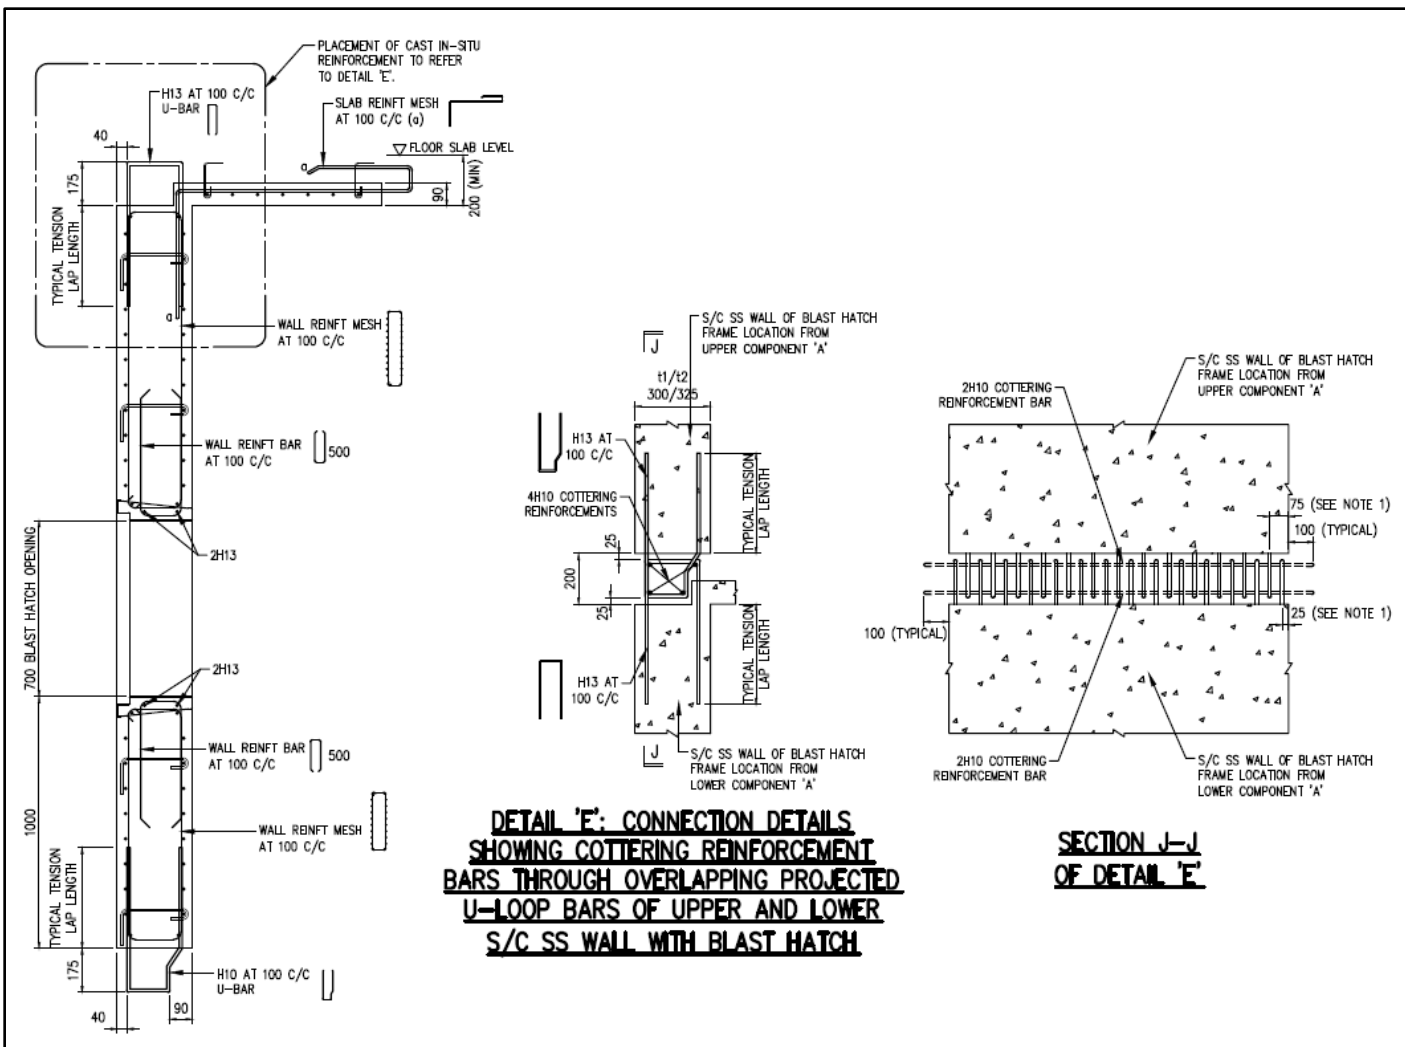 PLACEMENT OF CAST IN-SITU
REINFORCEMENT TO REFER
TO DETAIL 'E'.
H13 AT 100 C/C
U-BAR
SLAB REINFT MESH
AT 100 C/C (a)
40
FLOOR SLAB LEVEL
a
175
90
200 (MIN)
TYPICAL TENSION
LAP LENGTH
a
WALL REINFT MESH
AT 100 C/C
WALL REINFT BAR
AT 100 C/C
500
2H13
700 BLAST HATCH OPENING
2H13
WALL REINFT BAR
AT 100 C/C
500
1000
WALL REINFT MESH
AT 100 C/C
TYPICAL TENSION
LAP LENGTH
175
H10 AT 100 C/C
U-BAR
40
90
S/C SS WALL OF BLAST HATCH
FRAME LOCATION FROM
UPPER COMPONENT 'A'
J
t1/t2
300/325
H13 AT
100 C/C
4H10 COTTERING
REINFORCEMENTS
TYPICAL TENSION
LAP LENGTH
25
200
25
TYPICAL TENSION
LAP LENGTH
H13 AT
100 C/C
J
S/C SS WALL OF BLAST HATCH
FRAME LOCATION FROM
LOWER COMPONENT 'A'
DETAIL 'E': CONNECTION DETAILS
SHOWING COTTERING REINFORCEMENT
BARS THROUGH OVERLAPPING PROJECTED
U-LOOP BARS OF UPPER AND LOWER
S/C SS WALL WITH BLAST HATCH
S/C SS WALL OF BLAST HATCH
FRAME LOCATION FROM
UPPER COMPONENT 'A'
2H10 COTTERING
REINFORCEMENT BAR
75 (SEE NOTE 1)
100 (TYPICAL)
25 (SEE NOTE 1)
100 (TYPICAL)
2H10 COTTERING
REINFORCEMENT BAR
S/C SS WALL OF BLAST HATCH
FRAME LOCATION FROM
LOWER COMPONENT 'A'
SECTION J-J
OF DETAIL 'E'